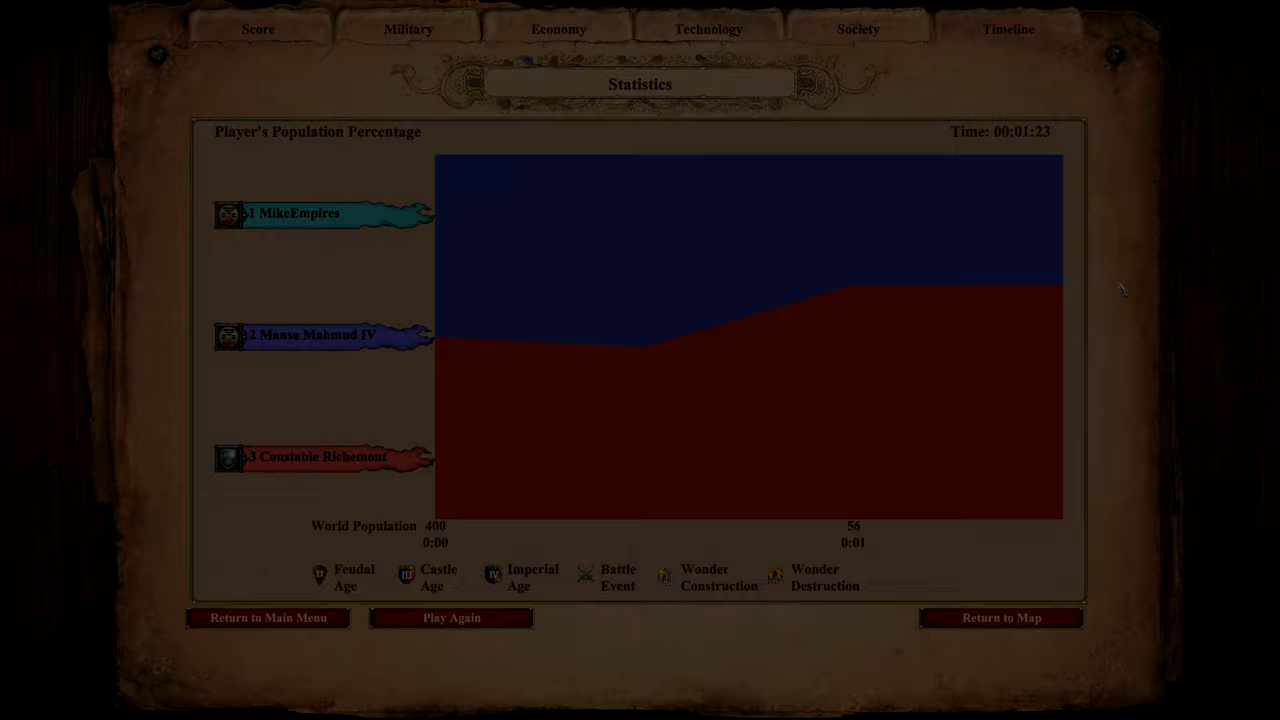 Score Military Economy Technology Society Timeline
Statistics
Player's Population Percentage Time: 00:01:23
1 MikeEmpires
2 Mansa Mahmud IV
3 Constable Richemont
World Population 400 56
0:00 0:01
Feudal Age
Castle Age
Imperial Age
Battle Event
Wonder Construction
Wonder Destruction
Return to Main Menu Play Again Return to Map